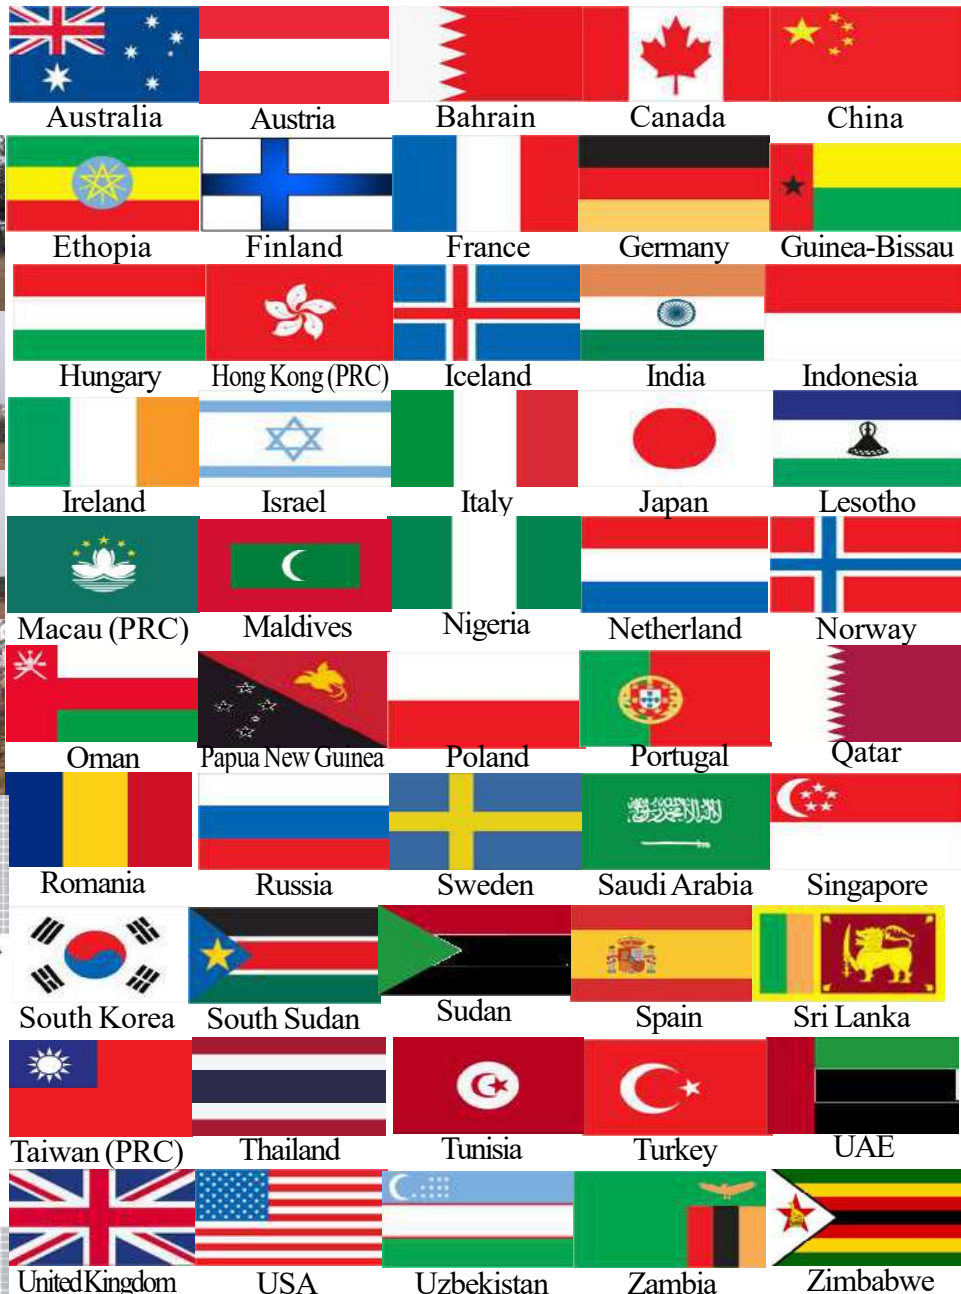 Australia Austria Bahrain Canada China
Ethopia Finland France Germany Guinea-Bissau
Hungary Hong Kong (PRC) Iceland India Indonesia
Ireland Israel Italy Japan Lesotho
Macau (PRC) Maldives Nigeria Netherland Norway
Oman Papua New Guinea Poland Portugal Qatar
Romania Russia Sweden Saudi Arabia Singapore
South Korea South Sudan Sudan Spain Sri Lanka
Taiwan (PRC) Thailand Tunisia Turkey UAE
United Kingdom USA Uzbekistan Zambia Zimbabwe